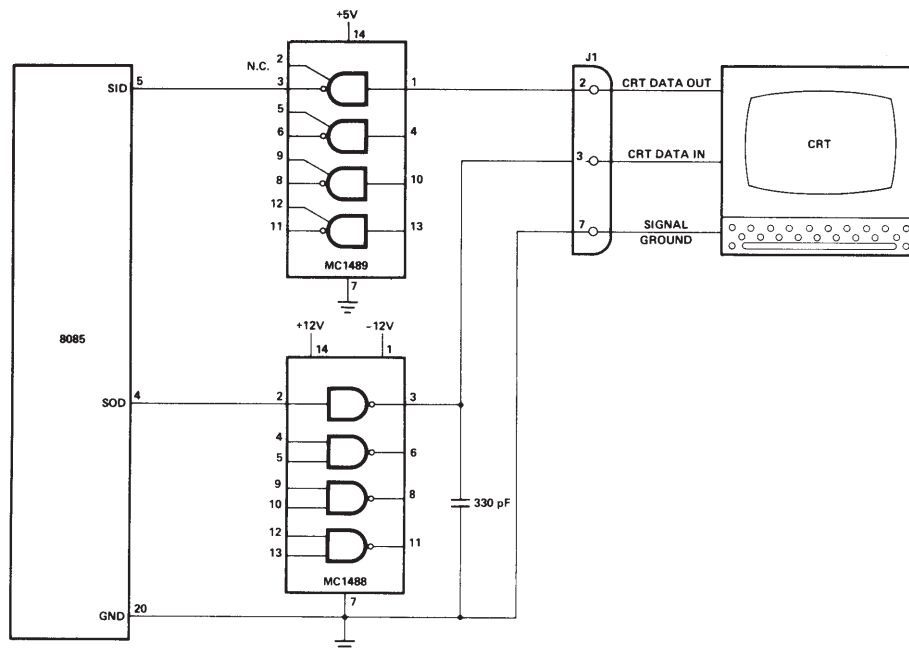 +5V
14
2
N.C.
3
1
5
6
4
9
8
10
12
11
13
MC1489
7
8085
SID
5
SOD
4
GND
20
+12V
-12V
14
1
2
3
4
5
6
9
10
8
12
13
11
MC1488
7
330 pF
J1
2
CRT DATA OUT
3
CRT DATA IN
7
SIGNAL
GROUND
CRT